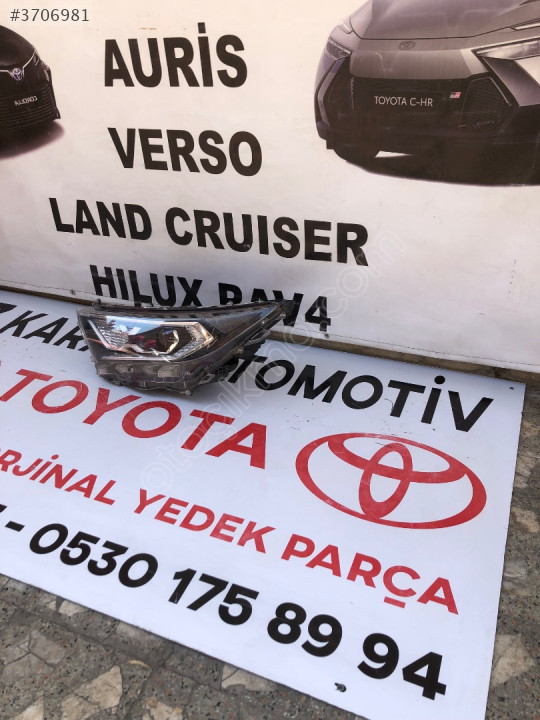 #3706981
AURİS
TOYOTA C-HR
VERSO
LAND CRUISER
HILUX RAV4
OTOMOTİV
TOYOTA
ORJİNAL YEDEK PARÇA
- 0530 175 89 94